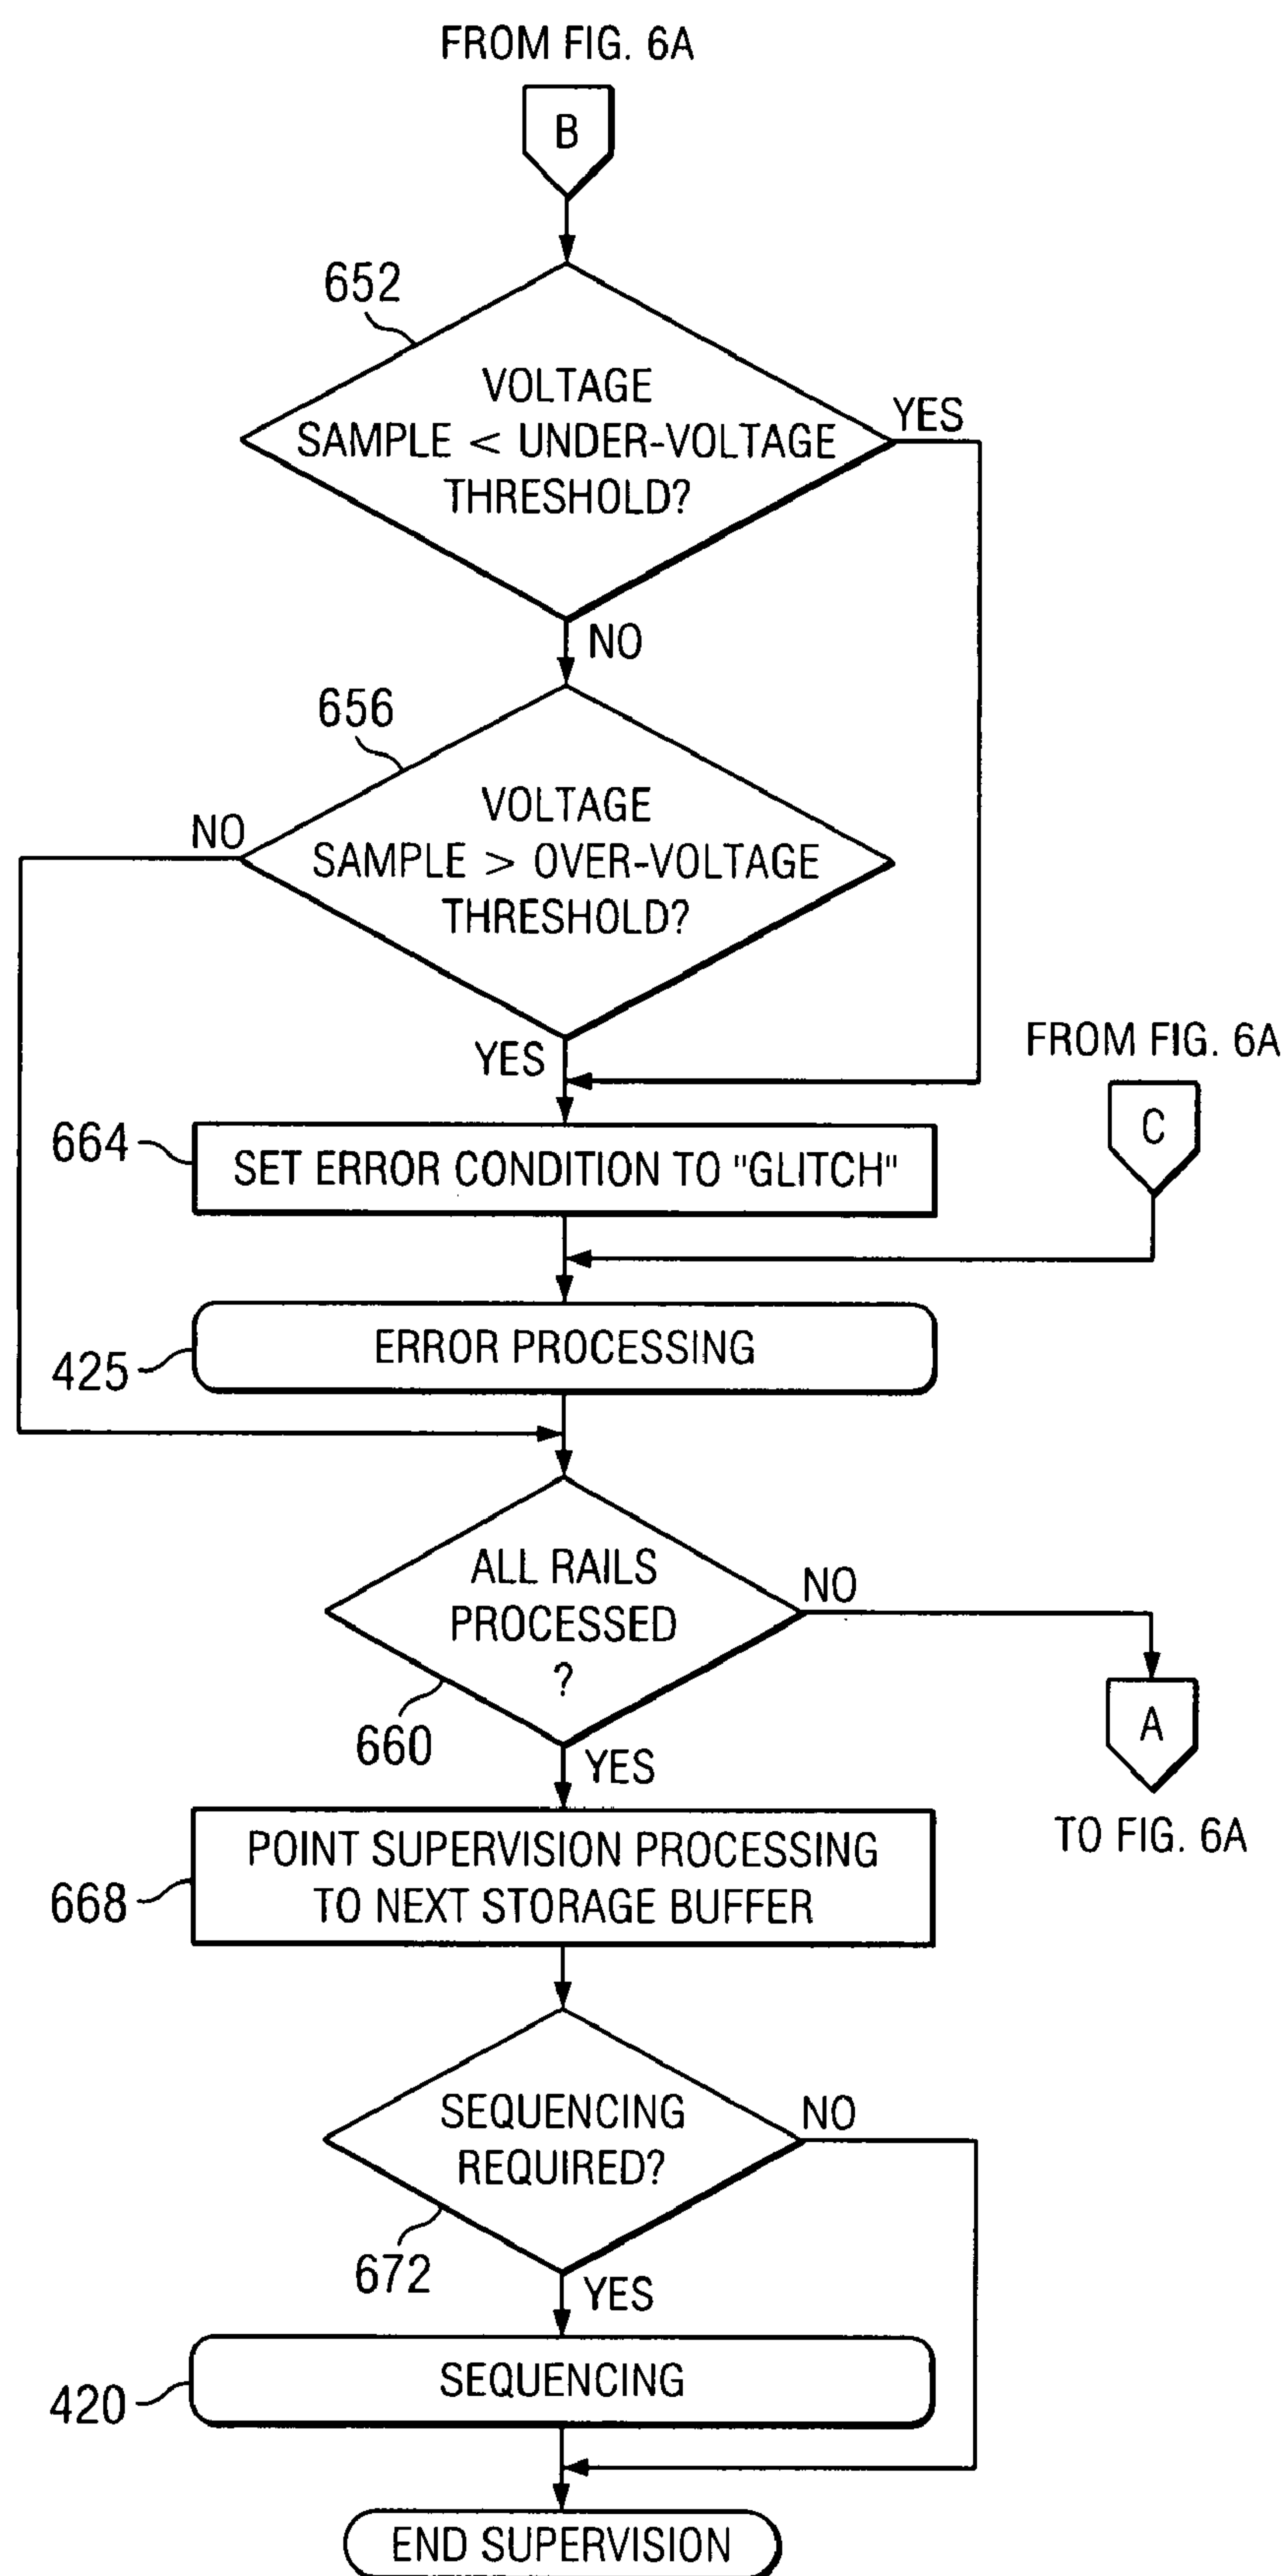 FROM FIG. 6A
B
652
VOLTAGE
SAMPLE < UNDER-VOLTAGE
THRESHOLD?
YES
NO
656
VOLTAGE
SAMPLE > OVER-VOLTAGE
THRESHOLD?
NO
YES
FROM FIG. 6A
C
664
SET ERROR CONDITION TO "GLITCH"
425
ERROR PROCESSING
ALL RAILS
PROCESSED
?
NO
660
YES
A
TO FIG. 6A
668
POINT SUPERVISION PROCESSING
TO NEXT STORAGE BUFFER
SEQUENCING
REQUIRED?
NO
672
YES
420
SEQUENCING
END SUPERVISION